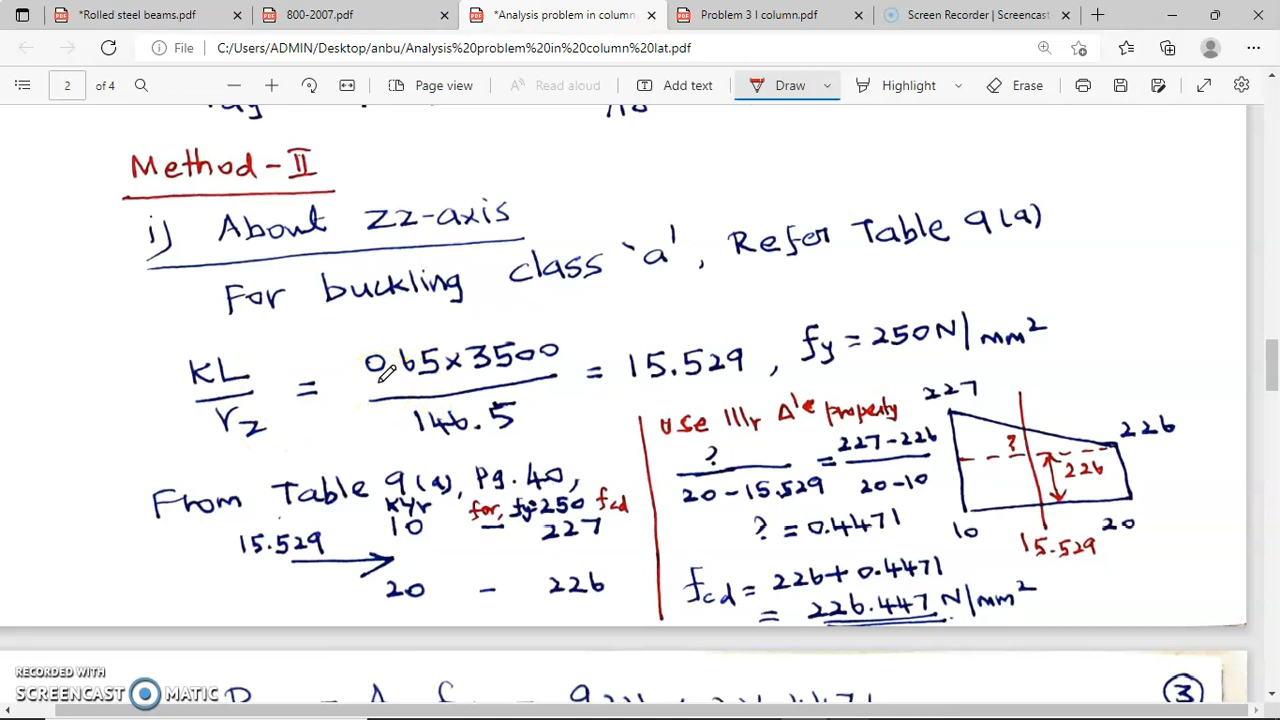 *Rolled steel beams.pdf
800-2007.pdf
*Analysis problem in column
Problem 3 I column.pdf
Screen Recorder | Screencast
File C:/Users/ADMIN/Desktop/anbu/Analysis%20problem%20in%20column%20lat.pdf
2 of 4
Page view
Read aloud
Add text
Draw
Highlight
Erase
Method-II
i) About zz-axis
For buckling class 'a', Refer Table 9(a)
KL/rz = 0.65×3500/146.5 = 15.529, fy = 250N/mm²
From Table 9(a), Pg. 40,
KL/r for, fy=250 fcd
10 - 227
15.529
20 - 226
Use lllr Δle property
?/20-15.529 = 227-226/20-10
? = 0.4471
fcd = 226+0.4471
= 226.447 N/mm²
227
226
?
226
10
15.529
20
3
RECORDED WITH
SCREENCAST MATIC